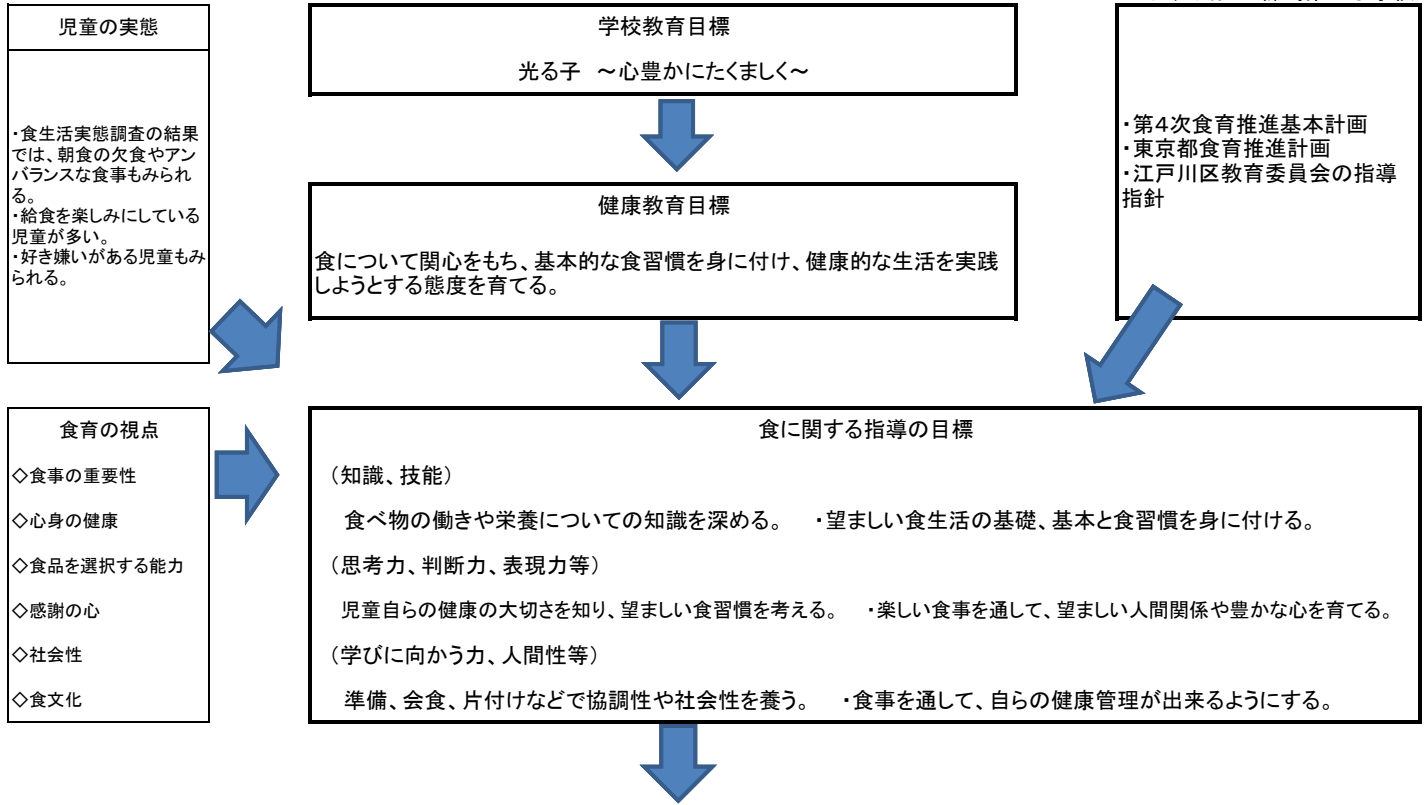 児童の実態
・食生活実態調査の結果
では、朝食の欠食やアン
バランスな食事もみられ
る。
・給食を楽しみにしている
児童が多い。
・好き嫌いがある児童もみ
られる。
学校教育目標
光る子　～心豊かにたくましく～
健康教育目標
食について関心をもち、基本的な食習慣を身に付け、健康的な生活を実践
しようとする態度を育てる。
・第4次食育推進基本計画
・東京都食育推進計画
・江戸川区教育委員会の指導
指針
食育の視点
◇食事の重要性
◇心身の健康
◇食品を選択する能力
◇感謝の心
◇社会性
◇食文化
食に関する指導の目標
（知識、技能）
食べ物の働きや栄養についての知識を深める。　・望ましい食生活の基礎、基本と食習慣を身に付ける。
（思考力、判断力、表現力等）
児童自らの健康の大切さを知り、望ましい食習慣を考える。　・楽しい食事を通して、望ましい人間関係や豊かな心を育てる。
（学びに向かう力、人間性等）
準備、会食、片付けなどで協調性や社会性を養う。　・食事を通して、自らの健康管理が出来るようにする。